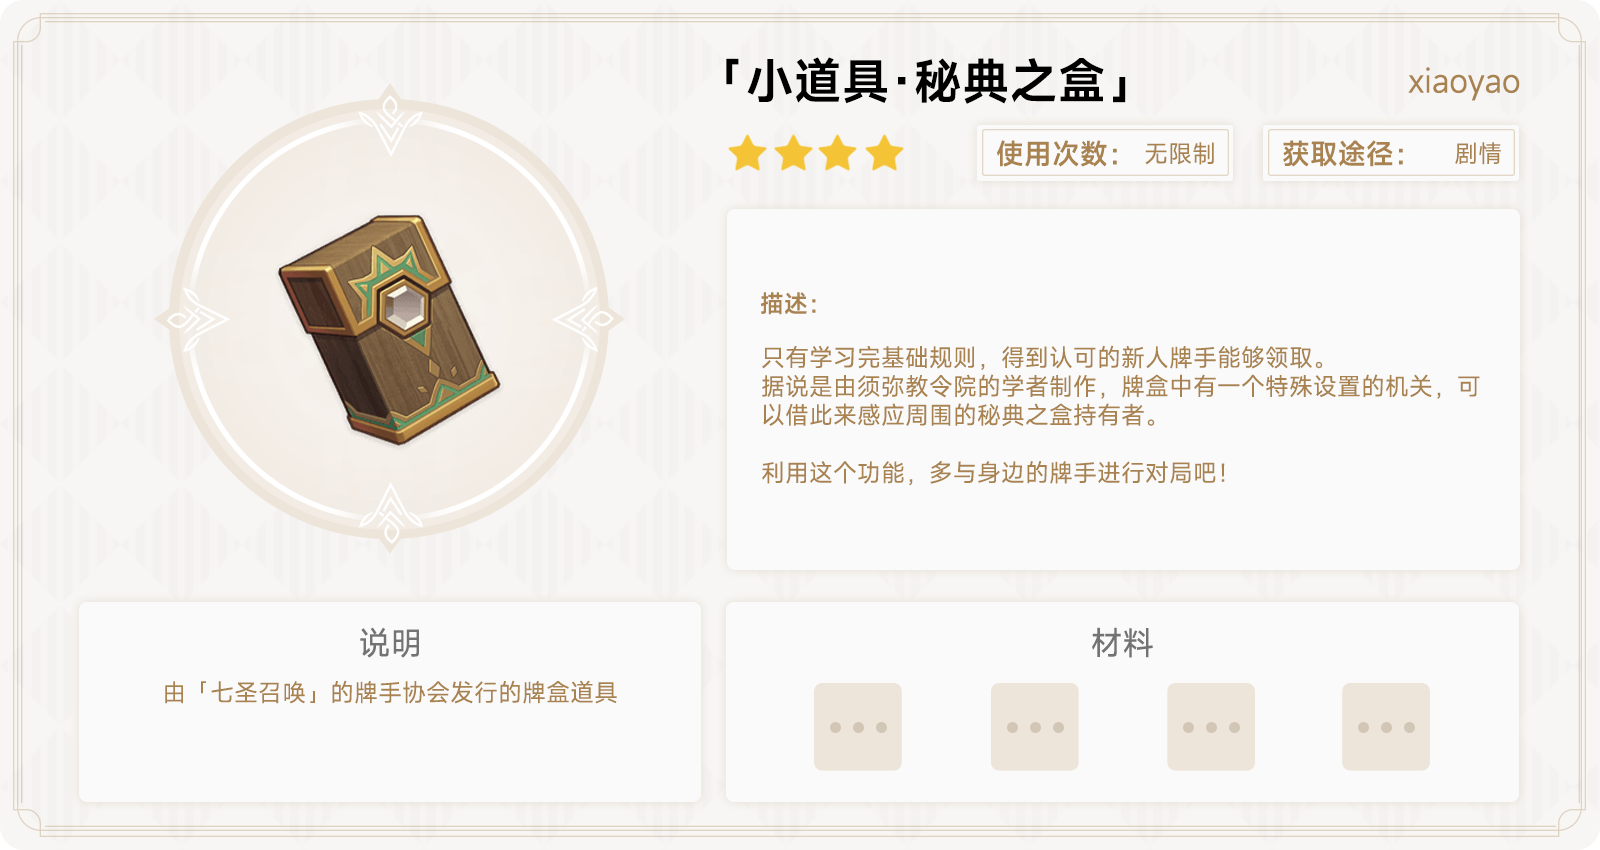 「小道具·秘典之盒」
xiaoyao
使用次数：无限制
获取途径：剧情
描述：
只有学习完基础规则，得到认可的新人牌手能够领取。
据说是由须弥教令院的学者制作，牌盒中有一个特殊设置的机关，可
以借此来感应周围的秘典之盒持有者。
利用这个功能，多与身边的牌手进行对局吧！
说明
由「七圣召唤」的牌手协会发行的牌盒道具
材料